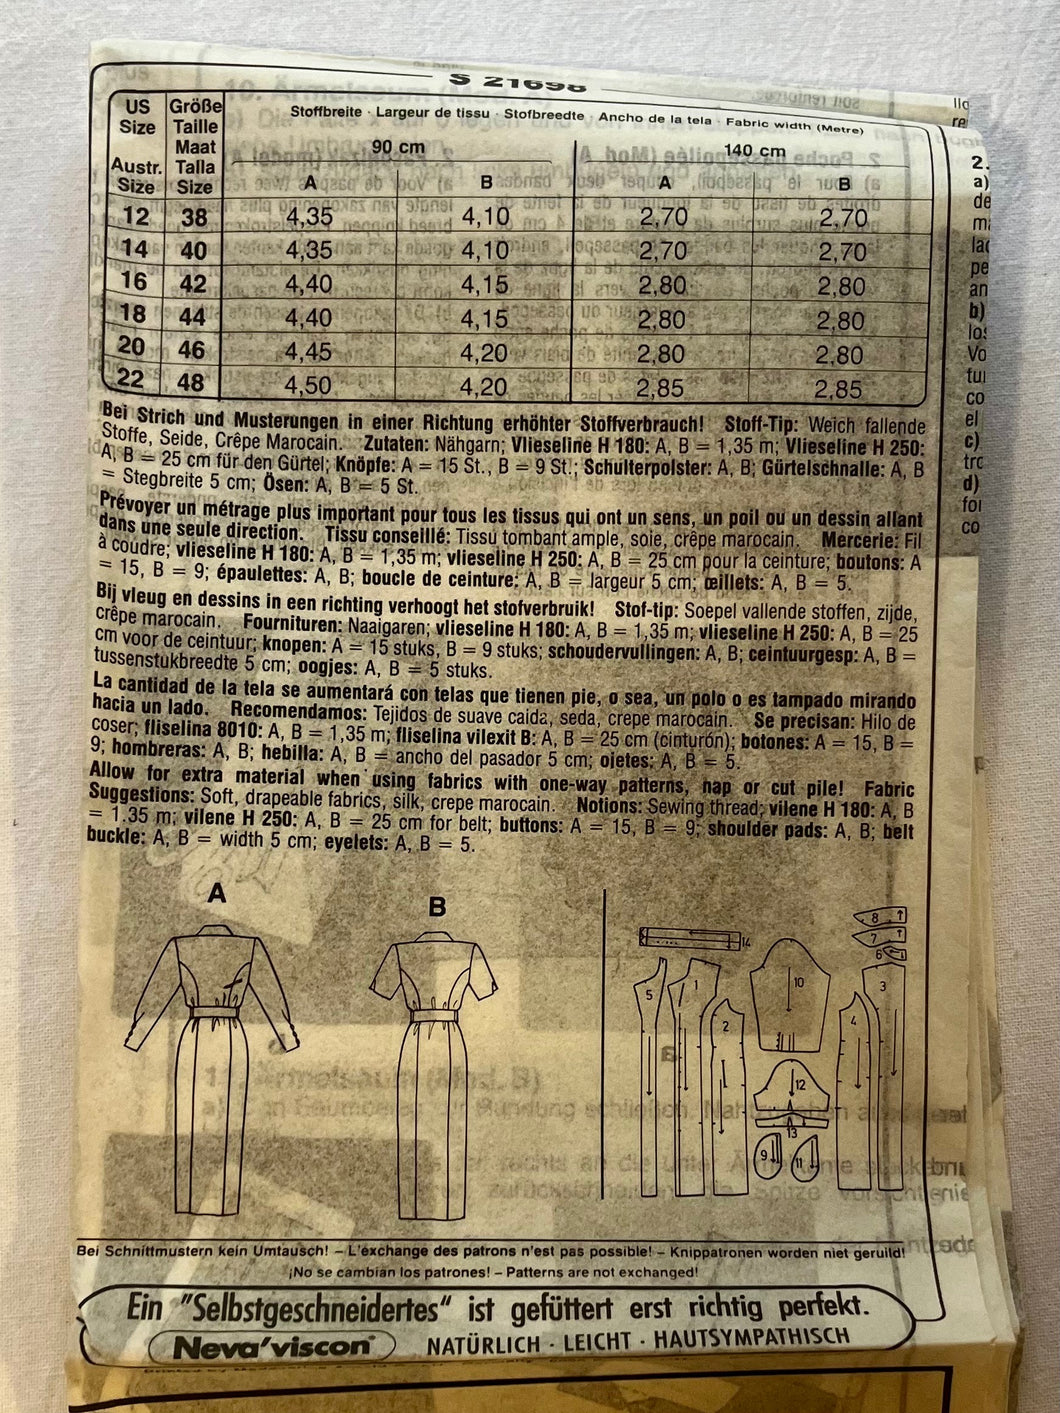 S 21698
US Size Größe Taille Maat Talla Size Stoffbreite · Largeur de tissu · Stofbreedte · Ancho de la tela · Fabric width (Metre)
90 cm 140 cm
Austr. Size A B A B
12 38 4,35 4,10 2,70 2,70
14 40 4,35 4,10 2,70 2,70
16 42 4,40 4,15 2,80 2,80
18 44 4,40 4,15 2,80 2,80
20 46 4,45 4,20 2,80 2,80
22 48 4,50 4,20 2,85 2,85
Bei Strich und Musterungen in einer Richtung erhöhter Stoffverbrauch! Stoff-Tip: Weich fallende
Stoffe, Seide, Crêpe Marocain. Zutaten: Nähgarn; Vlieseline H 180: A, B = 1,35 m; Vlieseline H 250:
A, B = 25 cm für den Gürtel; Knöpfe: A = 15 St., B = 9 St.; Schulterpolster: A, B; Gürtelschnalle: A, B
= Stegbreite 5 cm; Ösen: A, B = 5 St.
Prévoyer un métrage plus important pour tous les tissus qui ont un sens, un poil ou un dessin allant
dans une seule direction. Tissu conseillé: Tissu tombant ample, soie, crêpe marocain. Mercerie: Fil
à coudre; vlieseline H 180: A, B = 1,35 m; vlieseline H 250: A, B = 25 cm pour la ceinture; boutons: A
= 15, B = 9; épaulettes: A, B; boucle de ceinture: A, B = largeur 5 cm; œillets: A, B = 5.
Bij vleug en dessins in een richting verhoogt het stofverbruik! Stof-tip: Soepel vallende stoffen, zijde,
crêpe marocain. Fournituren: Naaigaren; vlieseline H 180: A, B = 1,35 m; vlieseline H 250: A, B = 25
cm voor de ceintuur; knopen: A = 15 stuks, B = 9 stuks; schoudervullingen: A, B; ceintuurgesp: A, B =
tussenstukbreedte 5 cm; oogjes: A, B = 5 stuks.
La cantidad de la tela se aumentará con telas que tienen pie, o sea, un polo o es tampado mirando
hacia un lado. Recomendamos: Tejidos de suave caida, seda, crepe marocain. Se precisan: Hilo de
coser; fliselina 8010: A, B = 1,35 m; fliselina vilexit B: A, B = 25 cm (cinturón); botones: A = 15, B =
9; hombreras: A, B; hebilla: A, B = ancho del pasador 5 cm; ojetes: A, B = 5.
Allow for extra material when using fabrics with one-way patterns, nap or cut pile! Fabric
Suggestions: Soft, drapeable fabrics, silk, crepe marocain. Notions: Sewing thread; vilene H 180: A, B
= 1.35 m; vilene H 250: A, B = 25 cm for belt; buttons: A = 15, B = 9; shoulder pads: A, B; belt
buckle: A, B = width 5 cm; eyelets: A, B = 5.
A B
14 5 1 2 10 12 13 9 11 8 7 6 3 4
Bei Schnittmustern kein Umtausch! – L'échange des patrons n'est pas possible! – Knippatronen worden niet geruild!
¡No se cambian los patrones! – Patterns are not exchanged!
Ein "Selbstgeschneidertes“ ist gefüttert erst richtig perfekt.
Neva'viscon NATÜRLICH · LEICHT · HAUTSYMPATHISCH